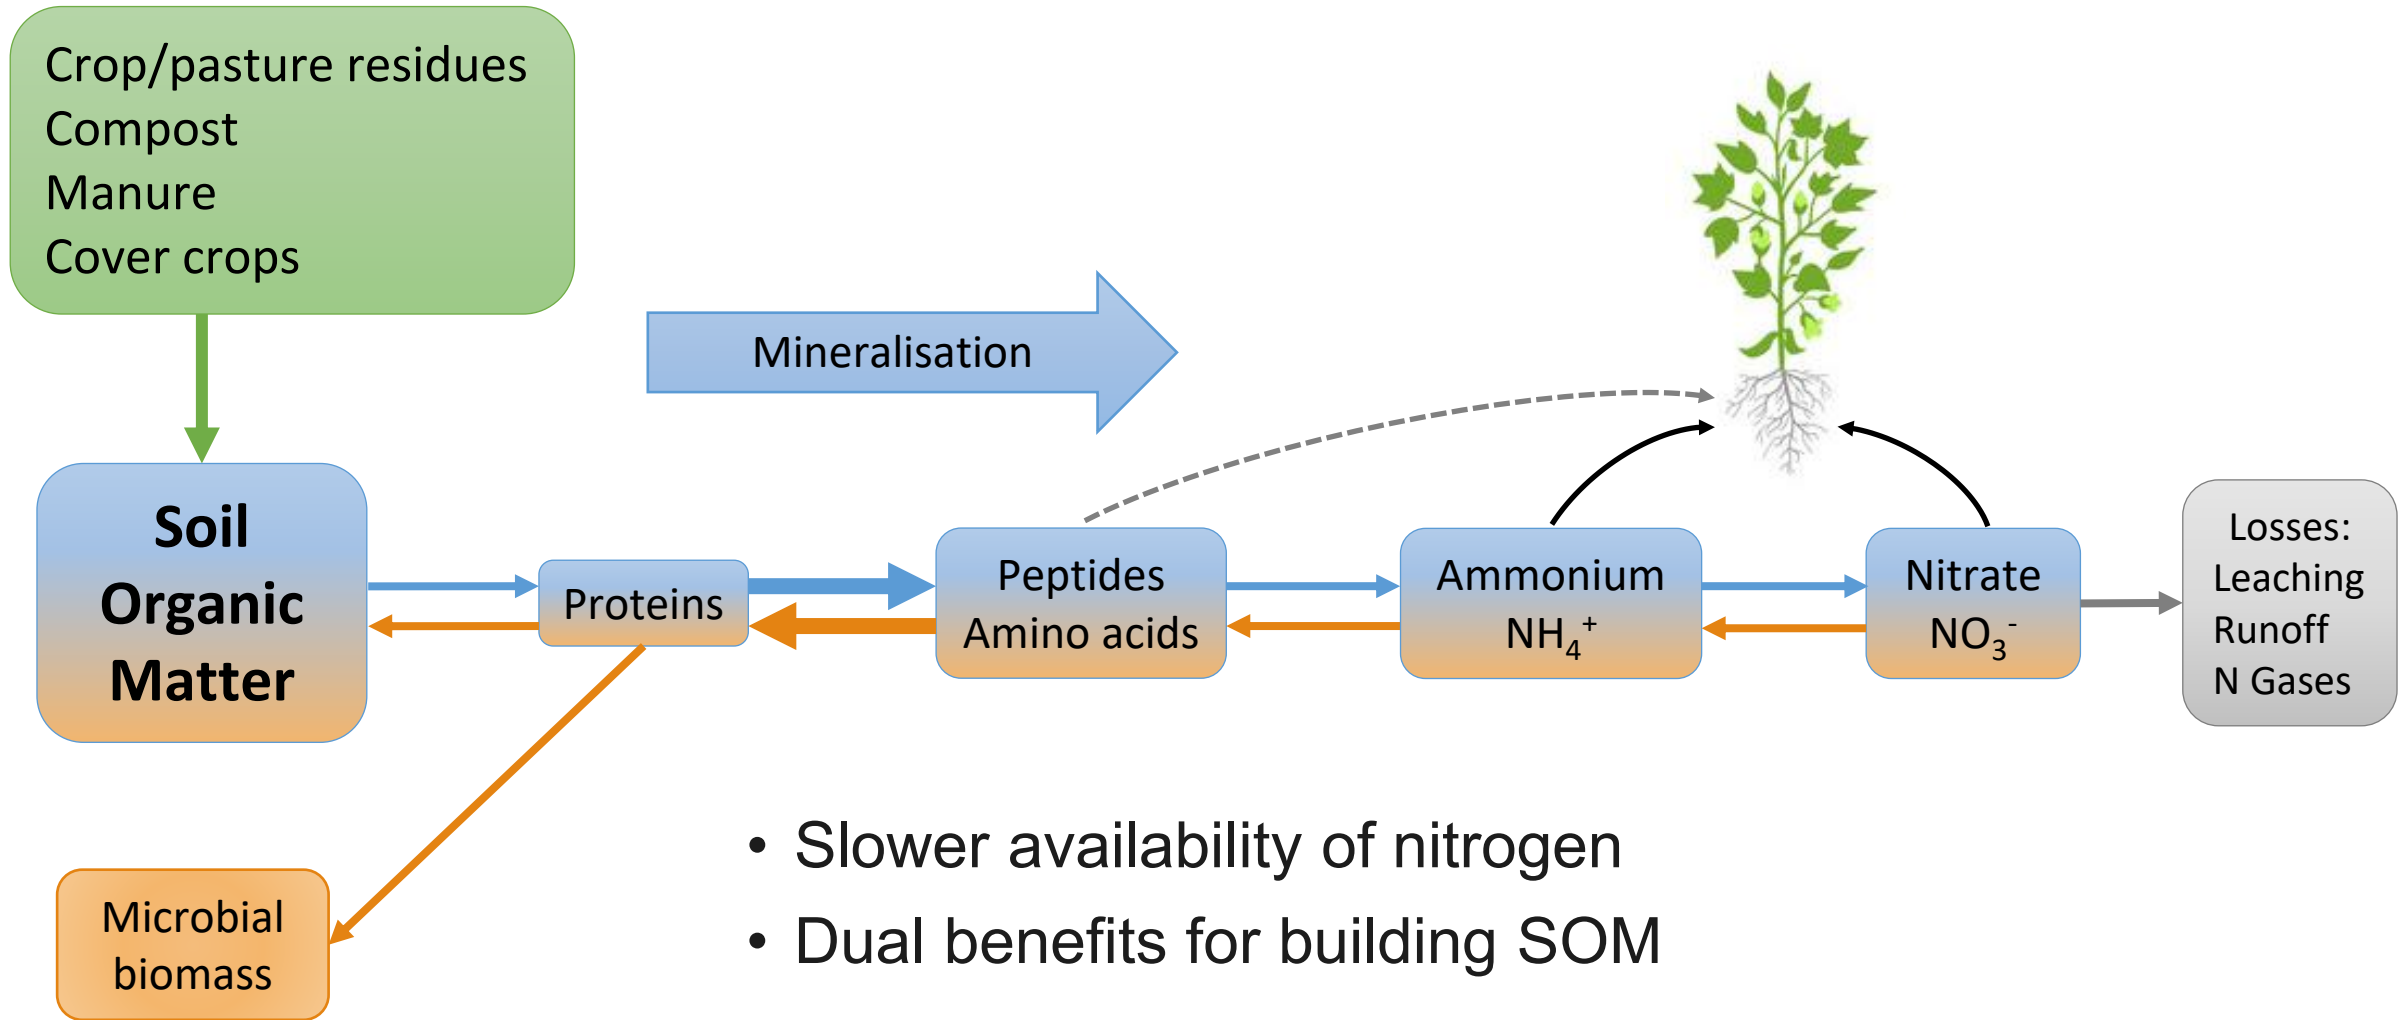 Crop/pasture residues
Compost
Manure
Cover crops
Mineralisation
Soil
Organic
Matter
Proteins
Peptides
Amino acids
Ammonium
NH₄⁺
Nitrate
NO₃⁻
Losses:
Leaching
Runoff
N Gases
Microbial
biomass
• Slower availability of nitrogen
• Dual benefits for building SOM